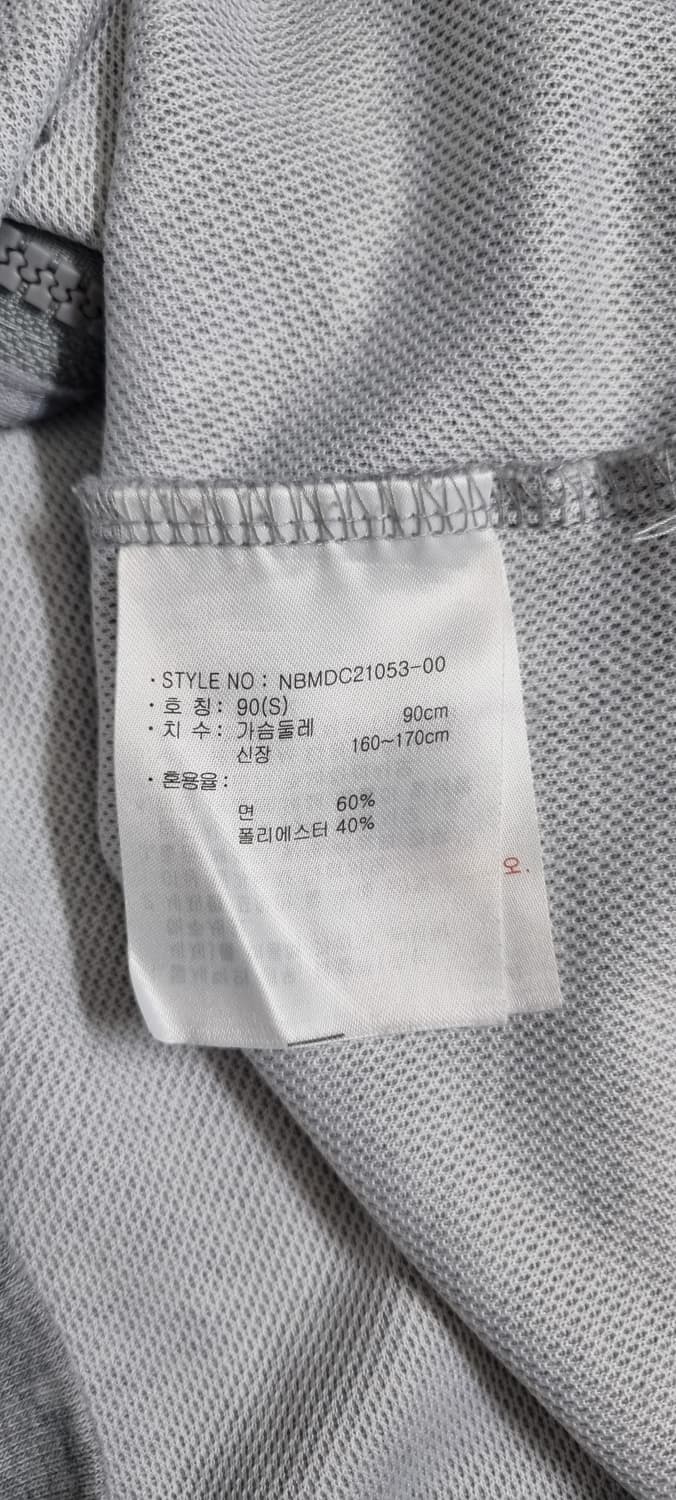 · STYLE NO : NBMDC21053-00
· 호 칭 : 90(S)
· 치 수 : 가슴둘레 90cm
신장 160~170cm
· 혼용율 :
면 60%
폴리에스터 40%